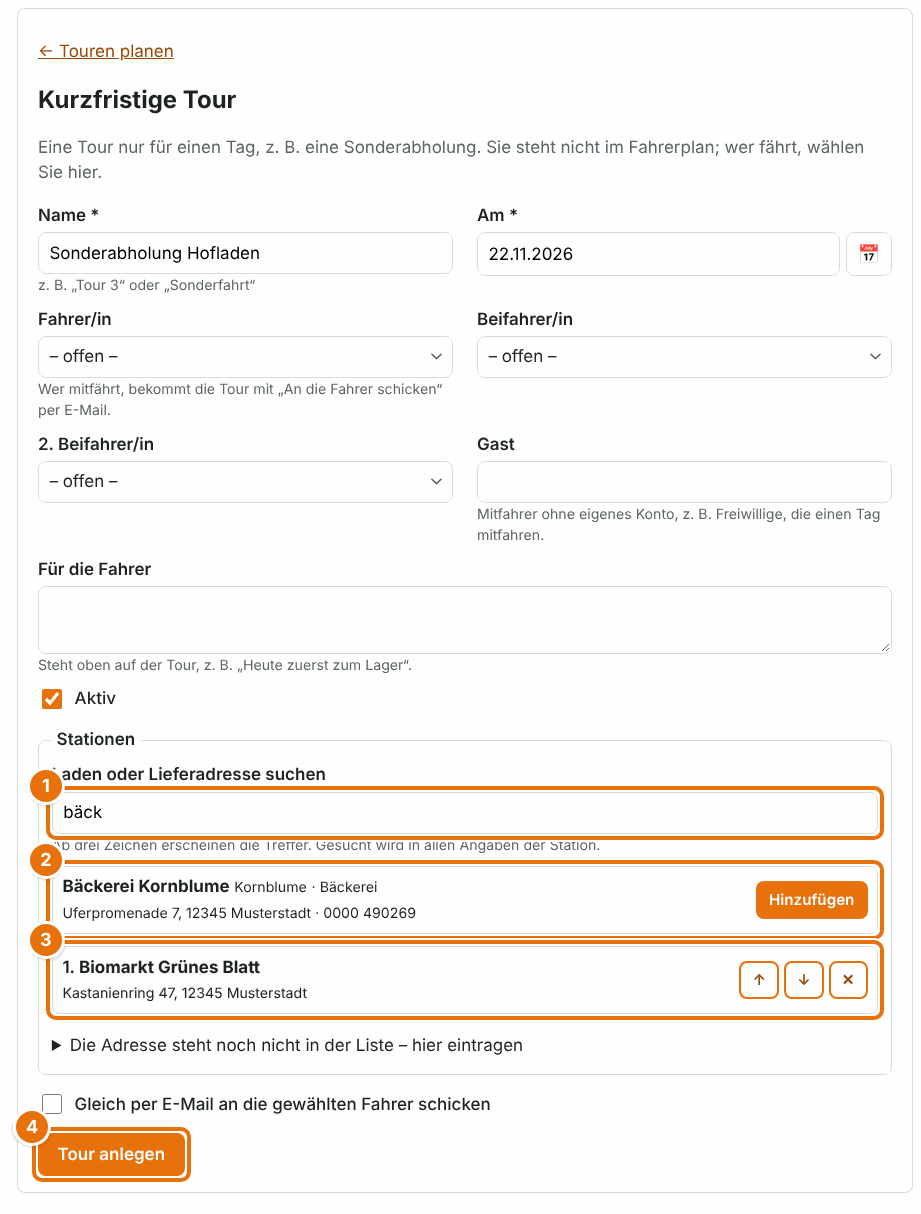 ← Touren planen
Kurzfristige Tour
Eine Tour nur für einen Tag, z. B. eine Sonderabholung. Sie steht nicht im Fahrerplan; wer fährt, wählen
Sie hier.
Name *
Am *
Sonderabholung Hofladen
22.11.2026
July
17
z. B. „Tour 3“ oder „Sonderfahrt“
Fahrer/in
Beifahrer/in
– offen –
– offen –
Wer mitfährt, bekommt die Tour mit „An die Fahrer schicken“
per E-Mail.
2. Beifahrer/in
Gast
– offen –
Mitfahrer ohne eigenes Konto, z. B. Freiwillige, die einen Tag
mitfahren.
Für die Fahrer
Steht oben auf der Tour, z. B. „Heute zuerst zum Lager“.
Aktiv
Stationen
Laden oder Lieferadresse suchen
1
bäck
Ab drei Zeichen erscheinen die Treffer. Gesucht wird in allen Angaben der Station.
2
Bäckerei Kornblume Kornblume · Bäckerei
Uferpromenade 7, 12345 Musterstadt · 0000 490269
Hinzufügen
3
1. Biomarkt Grünes Blatt
Kastanienring 47, 12345 Musterstadt
↑ ↓ ×
▶ Die Adresse steht noch nicht in der Liste – hier eintragen
Gleich per E-Mail an die gewählten Fahrer schicken
4
Tour anlegen